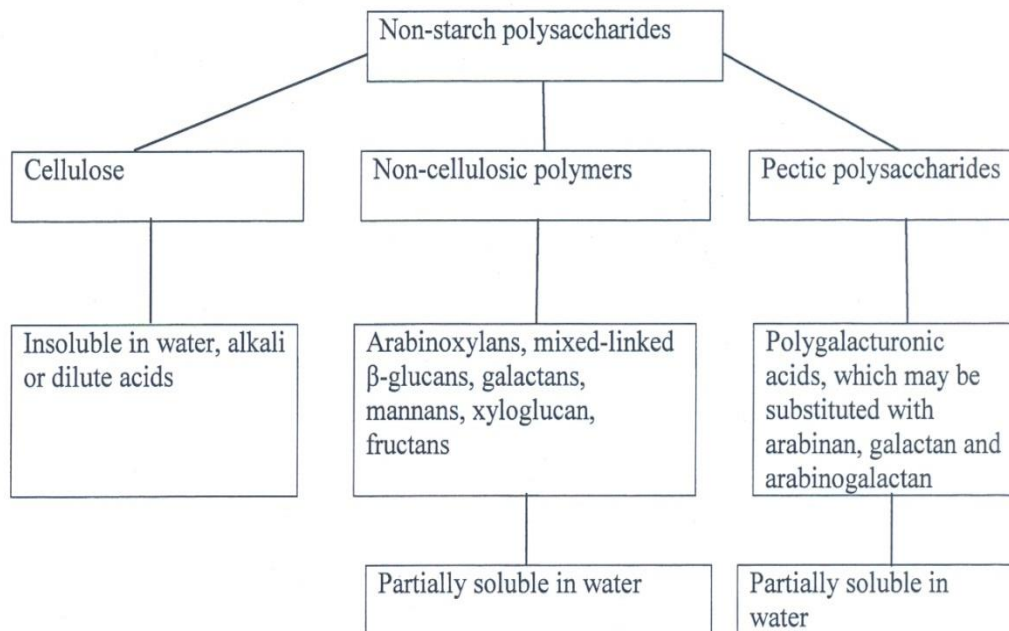 Non-starch polysaccharides
Cellulose
Non-cellulosic polymers
Pectic polysaccharides
Insoluble in water, alkali
or dilute acids
Arabinoxylans, mixed-linked
β-glucans, galactans,
mannans, xyloglucan,
fructans
Polygalacturonic
acids, which may be
substituted with
arabinan, galactan and
arabinogalactan
Partially soluble in water
Partially soluble in
water